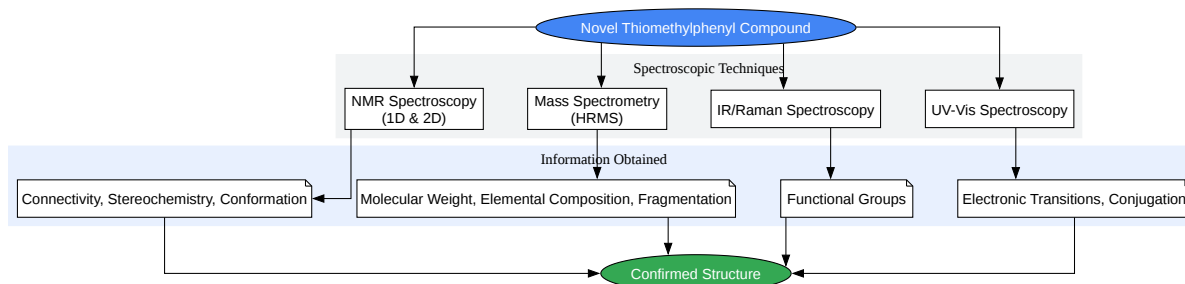 Novel Thiomethylphenyl Compound
Spectroscopic Techniques
NMR Spectroscopy
(1D & 2D)
Mass Spectrometry
(HRMS)
IR/Raman Spectroscopy
UV-Vis Spectroscopy
Information Obtained
Connectivity, Stereochemistry, Conformation
Molecular Weight, Elemental Composition, Fragmentation
Functional Groups
Electronic Transitions, Conjugation
Confirmed Structure